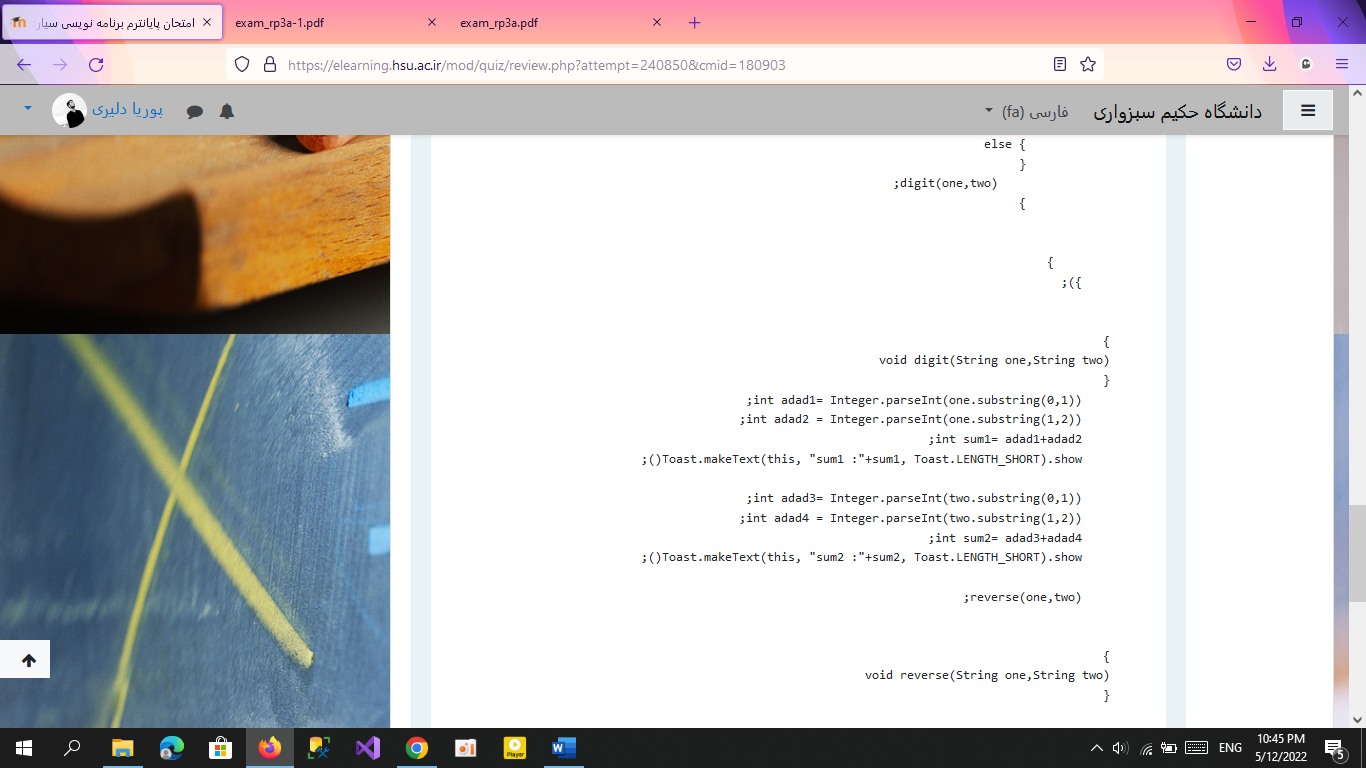 امتحان پایانترم برنامه نویسی سیار:
exam_rp3a-1.pdf
exam_rp3a.pdf
https://elearning.hsu.ac.ir/mod/quiz/review.php?attempt=240850&cmid=180903
دانشگاه حکیم سبزواری
فارسی (fa)
پوریا دلیری
else {
}
;digit(one,two)
{
{
;({
{
void digit(String one,String two)
}
;int adad1= Integer.parseInt(one.substring(0,1))
;int adad2 = Integer.parseInt(one.substring(1,2))
;int sum1= adad1+adad2
;()Toast.makeText(this, "sum1 :"+sum1, Toast.LENGTH_SHORT).show
;int adad3= Integer.parseInt(two.substring(0,1))
;int adad4 = Integer.parseInt(two.substring(1,2))
;int sum2= adad3+adad4
;()Toast.makeText(this, "sum2 :"+sum2, Toast.LENGTH_SHORT).show
;reverse(one,two)
{
void reverse(String one,String two)
}
Player
ENG
10:45 PM
5/12/2022
5